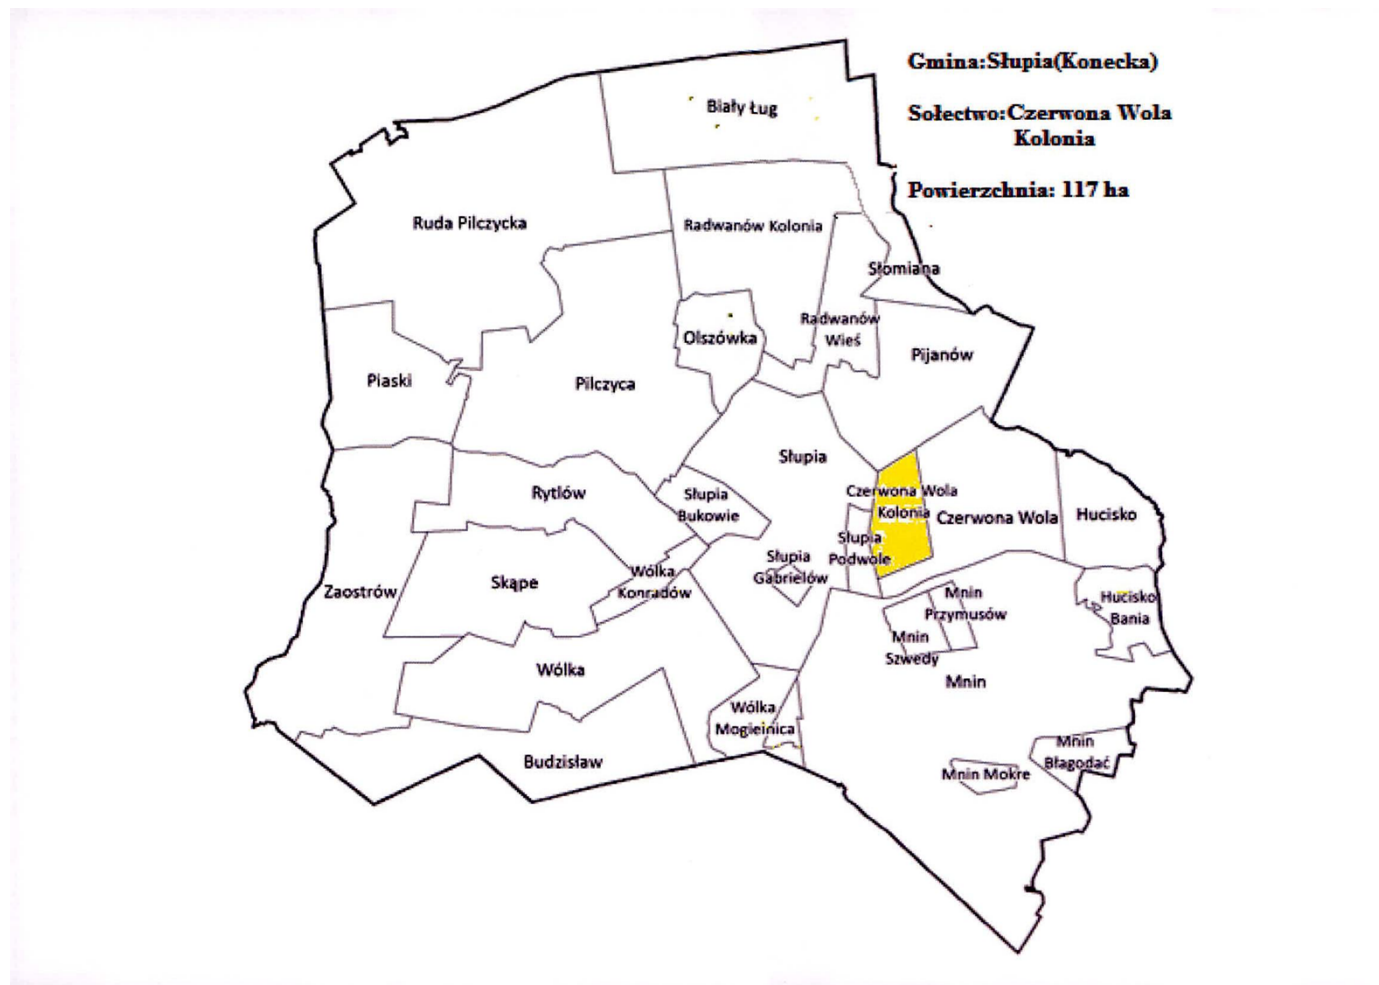 Gmina:Słupia(Konecka)
Sołectwo:Czerwona Wola
Kolonia
Powierzchnia: 117 ha
Biały Ług
Ruda Pilczycka
Radwanów Kolonia
Słomiana
Radwanów
Wieś
Olszówka
Pijanów
Piaski
Pilczyca
Słupia
Rytlów
Słupia
Bukowie
Czerwona Wola
Kolonia
Czerwona Wola
Hucisko
Słupia
Podwole
Słupia
Gabrielów
Zaostrów
Skąpe
Wólka
Konradów
Mnin
Przymusów
Hucisko
Bania
Mnin
Szwedy
Wólka
Mnin
Wólka
Mogielnica
Budzisław
Mnin
Błagodać
Mnin Mokre